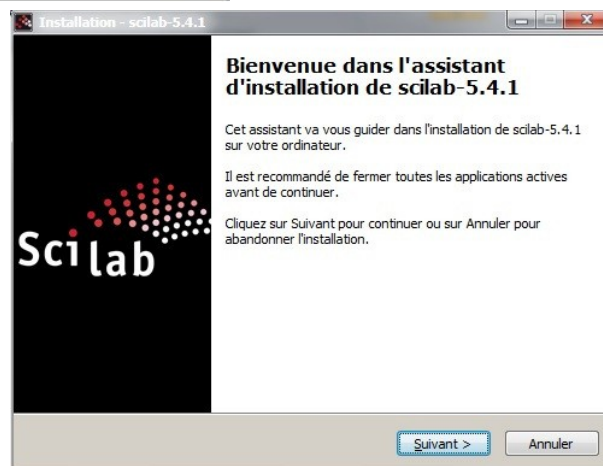 Installation - scilab-5.4.1
Bienvenue dans l'assistant
d'installation de scilab-5.4.1
Cet assistant va vous guider dans l'installation de scilab-5.4.1
sur votre ordinateur.
Il est recommandé de fermer toutes les applications actives
avant de continuer.
Cliquez sur Suivant pour continuer ou sur Annuler pour
abandonner l'installation.
Scilab
Suivant >
Annuler